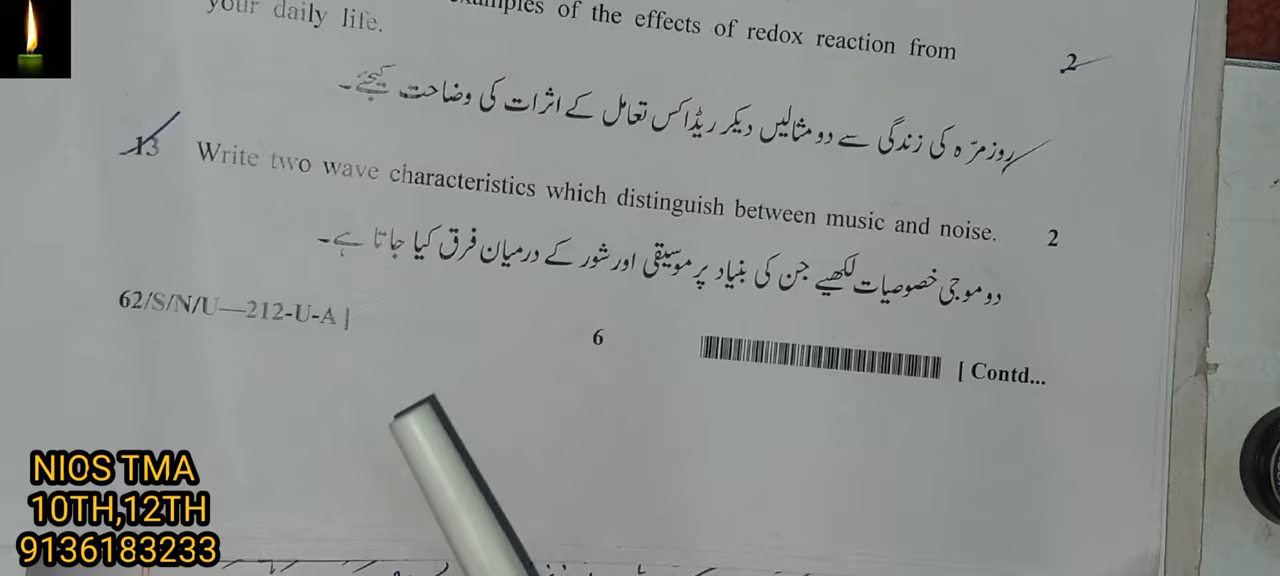 examples of the effects of redox reaction from
your daily life.
2
روزمرّہ کی زندگی سے دو مثالیں دیکر ریڈاکس تعامل کے اثرات کی وضاحت کیجئے۔
13 Write two wave characteristics which distinguish between music and noise. 2
دو موجی خصوصیات لکھیے جن کی بنیاد پر موسیقی اور شور کے درمیان فرق کیا جاتا ہے۔
62/S/N/U—212-U-A ]
6
[ Contd...
NIOS TMA
10TH,12TH
9136183233